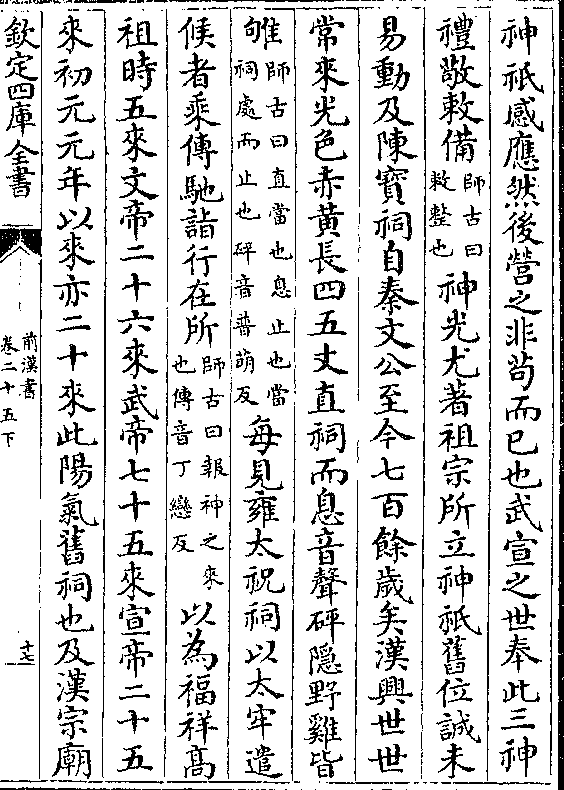 神祇感應然後營之非苟而已也武宣之世奉此三神
禮敬敕備師古曰敕整也神光尤著祖宗所立神祇舊位誠未
易動及陳寳祠自秦文公至今七百餘歲矣漢興世世
常來光色赤黃長四五丈直祠而息音聲砰隱野雞皆
雊師古曰直當也息止也當祠處而止也砰音普萌反每見雍太祝祠以太牢遣
候者乘傳馳詣行在所師古曰報神之來也傳音丁戀反以為福祥髙
祖時五來文帝二十六來武帝七十五來宣帝二十五
來初元元年以來亦二十來此陽氣舊祠也及漢宗廟
欽定四庫全書
前漢書
卷二十五下
十七